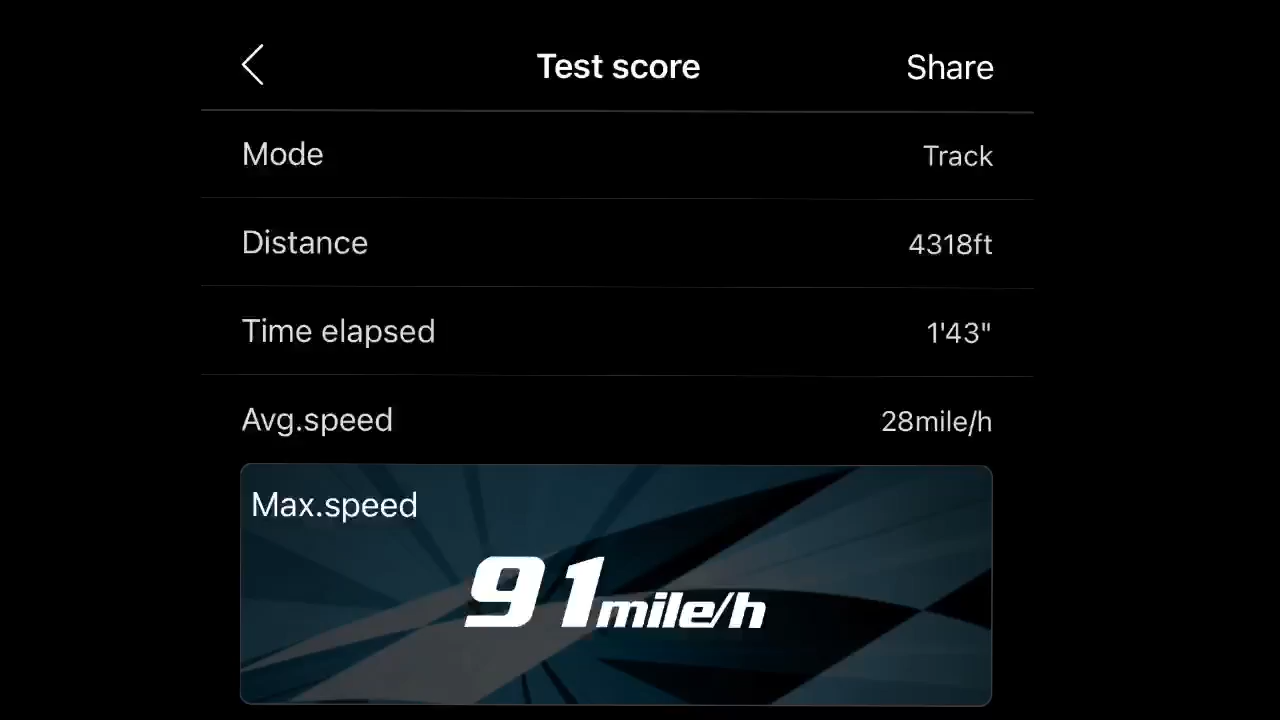 Test score Share
Mode Track
Distance 4318ft
Time elapsed 1'43"
Avg.speed 28mile/h
Max.speed
91mile/h